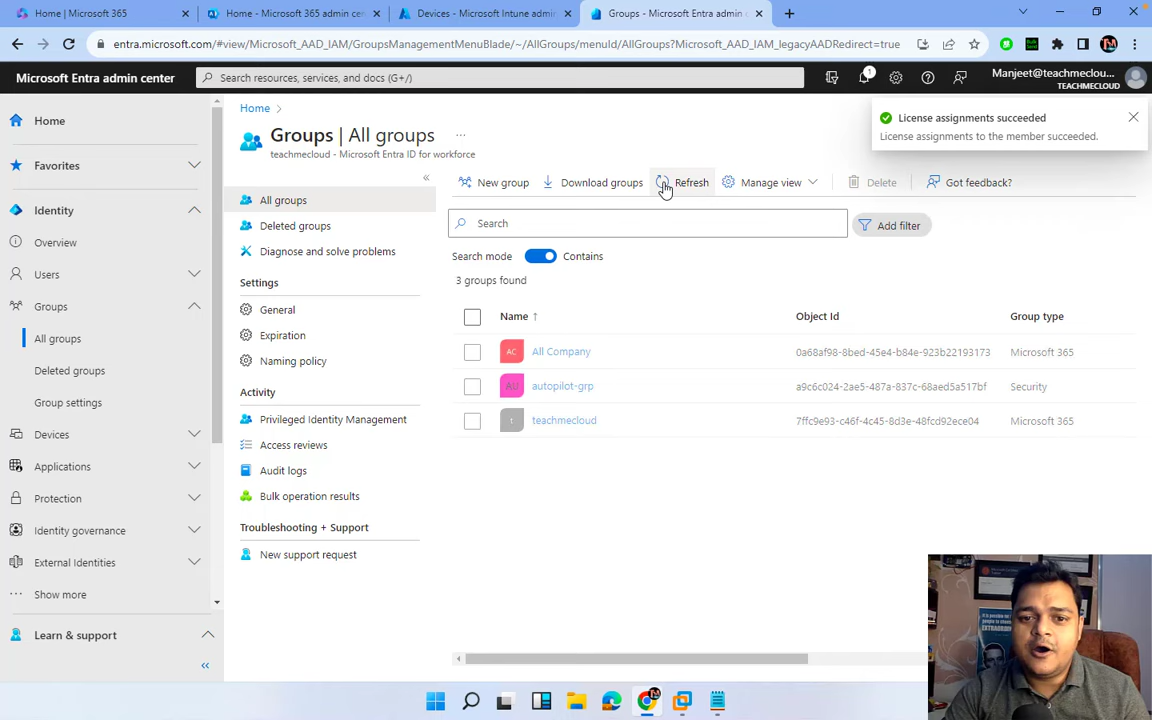 Home | Microsoft 365
Home - Microsoft 365 admin cen
Devices - Microsoft Intune admin
Groups - Microsoft Entra admin c
entra.microsoft.com/#view/Microsoft_AAD_IAM/GroupsManagementMenuBlade/~/AllGroups/menuId/AllGroups?Microsoft_AAD_IAM_legacyAADRedirect=true
Microsoft Entra admin center
Search resources, services, and docs (G+/)
1
Manjeet@teachmeclou...
TEACHMECLOUD
Home
Favorites
Identity
Overview
Users
Groups
All groups
Deleted groups
Group settings
Devices
Applications
Protection
Identity governance
External Identities
Show more
Learn & support
Home >
Groups | All groups ...
teachmecloud - Microsoft Entra ID for workforce
All groups
Deleted groups
Diagnose and solve problems
Settings
General
Expiration
Naming policy
Activity
Privileged Identity Management
Access reviews
Audit logs
Bulk operation results
Troubleshooting + Support
New support request
License assignments succeeded
License assignments to the member succeeded.
New group Download groups Refresh Manage view Delete Got feedback?
Search
Add filter
Search mode Contains
3 groups found
Name ↑ Object Id Group type
AC All Company 0a68af98-8bed-45e4-b84e-923b22193173 Microsoft 365
AU autopilot-grp a9c6c024-2ae5-487a-837c-68aed5a517bf Security
t teachmecloud 7ffc9e93-c46f-4c45-8d3e-48fcd92ece04 Microsoft 365